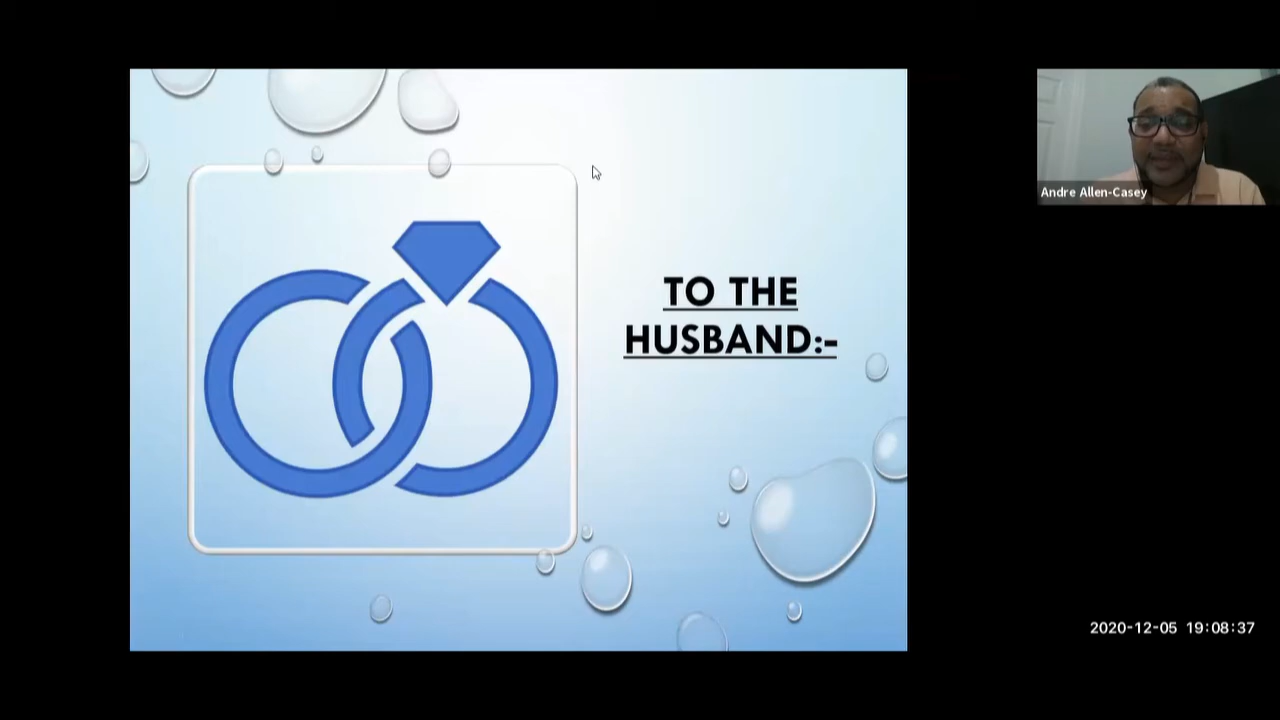 TO THE
HUSBAND:-
Andre Allen-Casey
2020-12-05 19:08:37